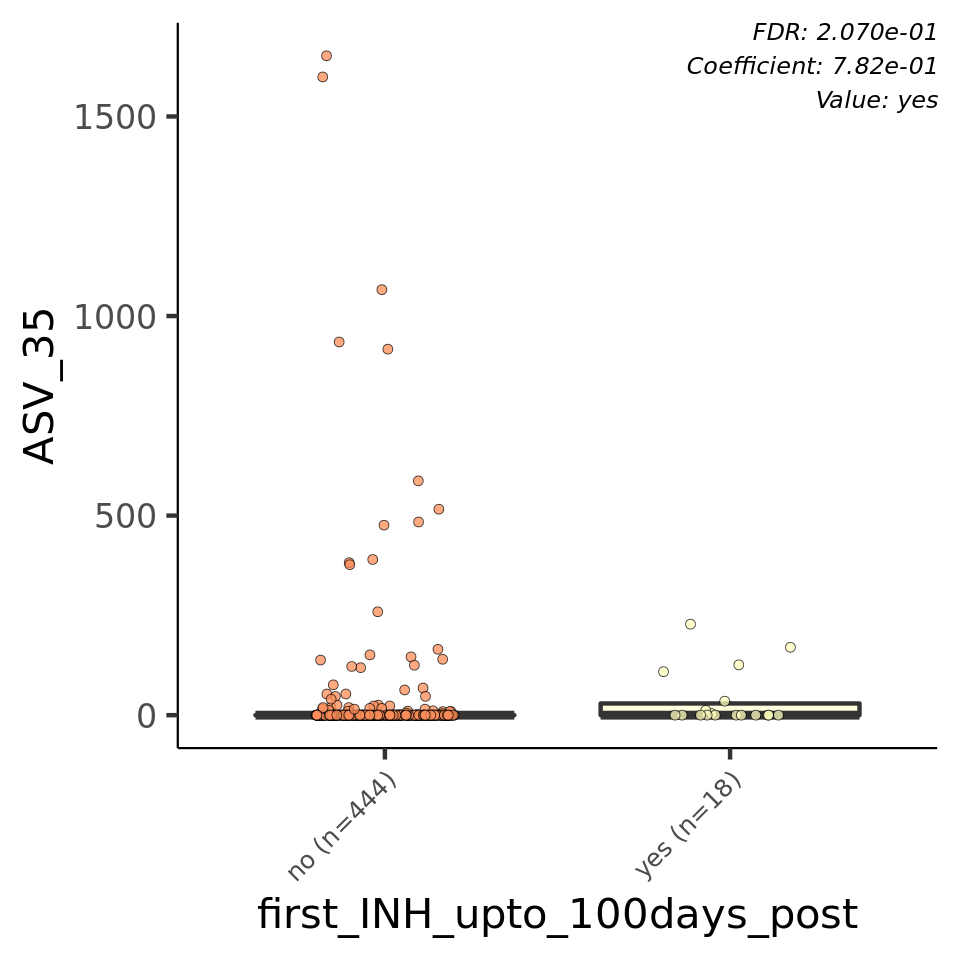 FDR: 2.070e-01
Coefficient: 7.82e-01
Value: yes
ASV_35
1500
1000
500
0
no (n=444)
yes (n=18)
first_INH_upto_100days_post